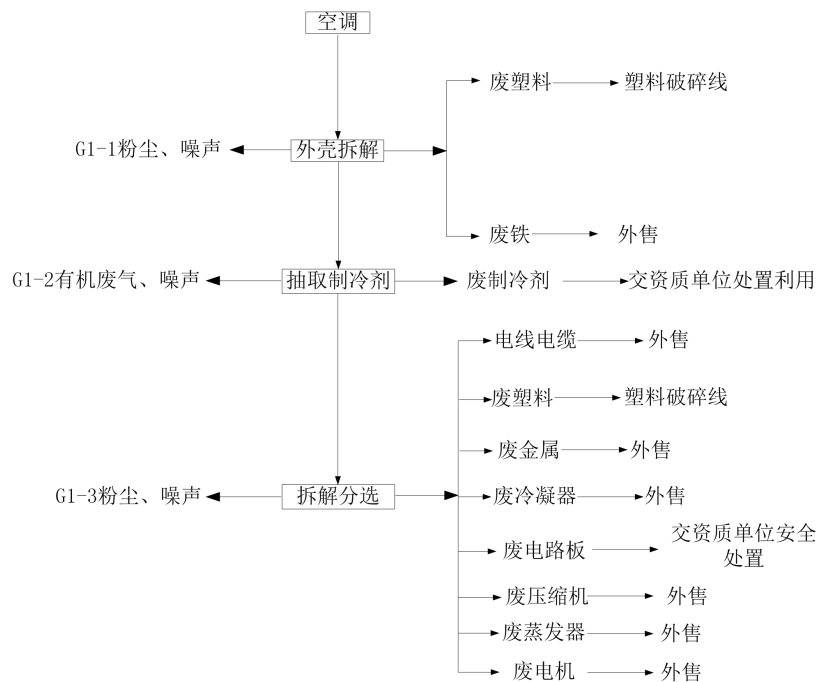 空调
废塑料
塑料破碎线
G1-1粉尘、噪声
外壳拆解
废铁
外售
G1-2有机废气、噪声
抽取制冷剂
废制冷剂
交资质单位处置利用
电线电缆
外售
废塑料
塑料破碎线
废金属
外售
G1-3粉尘、噪声
拆解分选
废冷凝器
外售
废电路板
交资质单位安全
处置
废压缩机
外售
废蒸发器
外售
废电机
外售